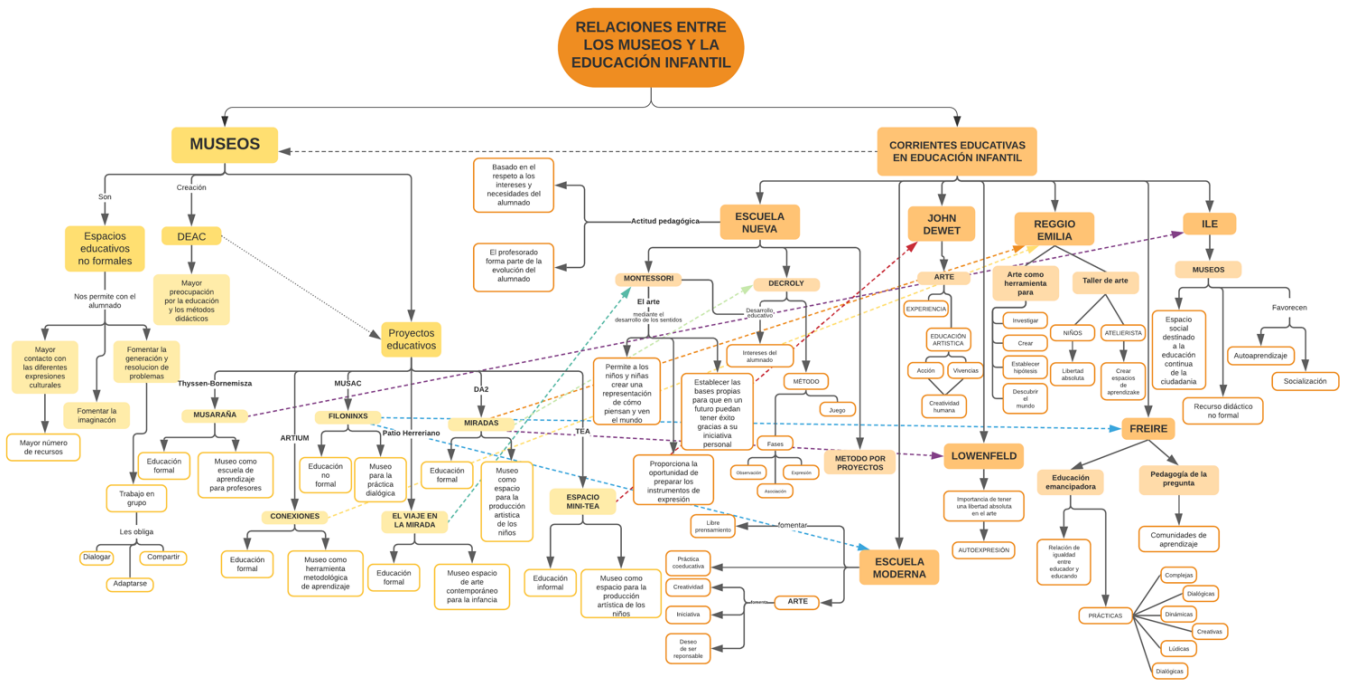 RELACIONES ENTRE
LOS MUSEOS Y LA
EDUCACIÓN INFANTIL
MUSEOS
CORRIENTES EDUCATIVAS
EN EDUCACIÓN INFANTIL
Son
Creación
Espacios
educativos
no formales
DEAC
Nos permite con el
alumnado
Mayor
preocupación
por la educación
y los métodos
didácticos
Mayor
contacto con
las diferentes
expresiones
culturales
Fomentar la
generación y
resolucion de
problemas
Fomentar la
imaginacón
Mayor número
de recursos
Trabajo en
grupo
Les obliga
Dialogar
Compartir
Adaptarse
Proyectos
educativos
Thyssen-Bornemisza
MUSARAÑA
Educación
formal
Museo como
escuela de
aprendizaje
para profesores
ARTIUM
CONEXIONES
Educación
formal
Museo como
herramienta
metodológica
de aprendizaje
MUSAC
FILONINXS
Educación
no
formal
Museo
para la
práctica
dialógica
Patio Herreriano
EL VIAJE EN
LA MIRADA
Educación
formal
Museo espacio
de arte
contemporáneo
para la infancia
DA2
MIRADAS
Educación
formal
Museo
como
espacio
para la
producción
artistica
de los
niños
TEA
ESPACIO
MINI-TEA
Educación
informal
Museo como
espacio para la
producción
artística de los
niños
Basado en el
respeto a los
intereses y
necesidades del
alumnado
El profesorado
forma parte de la
evolución del
alumnado
Actitud pedagógica
ESCUELA
NUEVA
MONTESSORI
El arte
mediante el
desarrollo de los sentidos
Permite a los
niños y niñas
crear una
representación
de cómo
piensan y ven
el mundo
Establecer las
bases propias
para que en un
futuro puedan
tener éxito
gracias a su
iniciativa
personal
Proporciona la
oportunidad de
preparar los
instrumentos de
expresión
DECROLY
Desarrollo
educativo
Intereses del
alumnado
MÉTODO
Juego
Fases
Observación
Expresión
Asociación
METODO POR
PROYECTOS
JOHN
DEWET
ARTE
EXPERIENCIA
EDUCACIÓN
ARTISTICA
Acción
Vivencias
Creatividad
humana
REGGIO
EMILIA
Arte como
herramienta
para
Investigar
Crear
Establecer
hipótesis
Descubrir
el
mundo
Taller de arte
NIÑOS
ATELIERISTA
Libertad
absoluta
Crear
espacios
de
aprendizake
ILE
MUSEOS
Favorecen
Espacio
social
destinado
a la
educación
continua
de la
ciudadania
Autoaprendizaje
Socialización
Recurso didáctico
no formal
LOWENFELD
Importancia de tener
una libertad absoluta
en el arte
AUTOEXPRESIÓN
FREIRE
Educación
emancipadora
Pedagogía de la
pregunta
Relación de
igualdad
entre
educador y
educando
Comunidades de
aprendizaje
PRÁCTICAS
Complejas
Dialógicas
Dinámicas
Creativas
Lúdicas
Dialógicas
ESCUELA
MODERNA
fomentar
Libre
prensamiento
Práctica
coeducativa
ARTE
Creatividad
Iniciativa
Deseo
de ser
reponsable